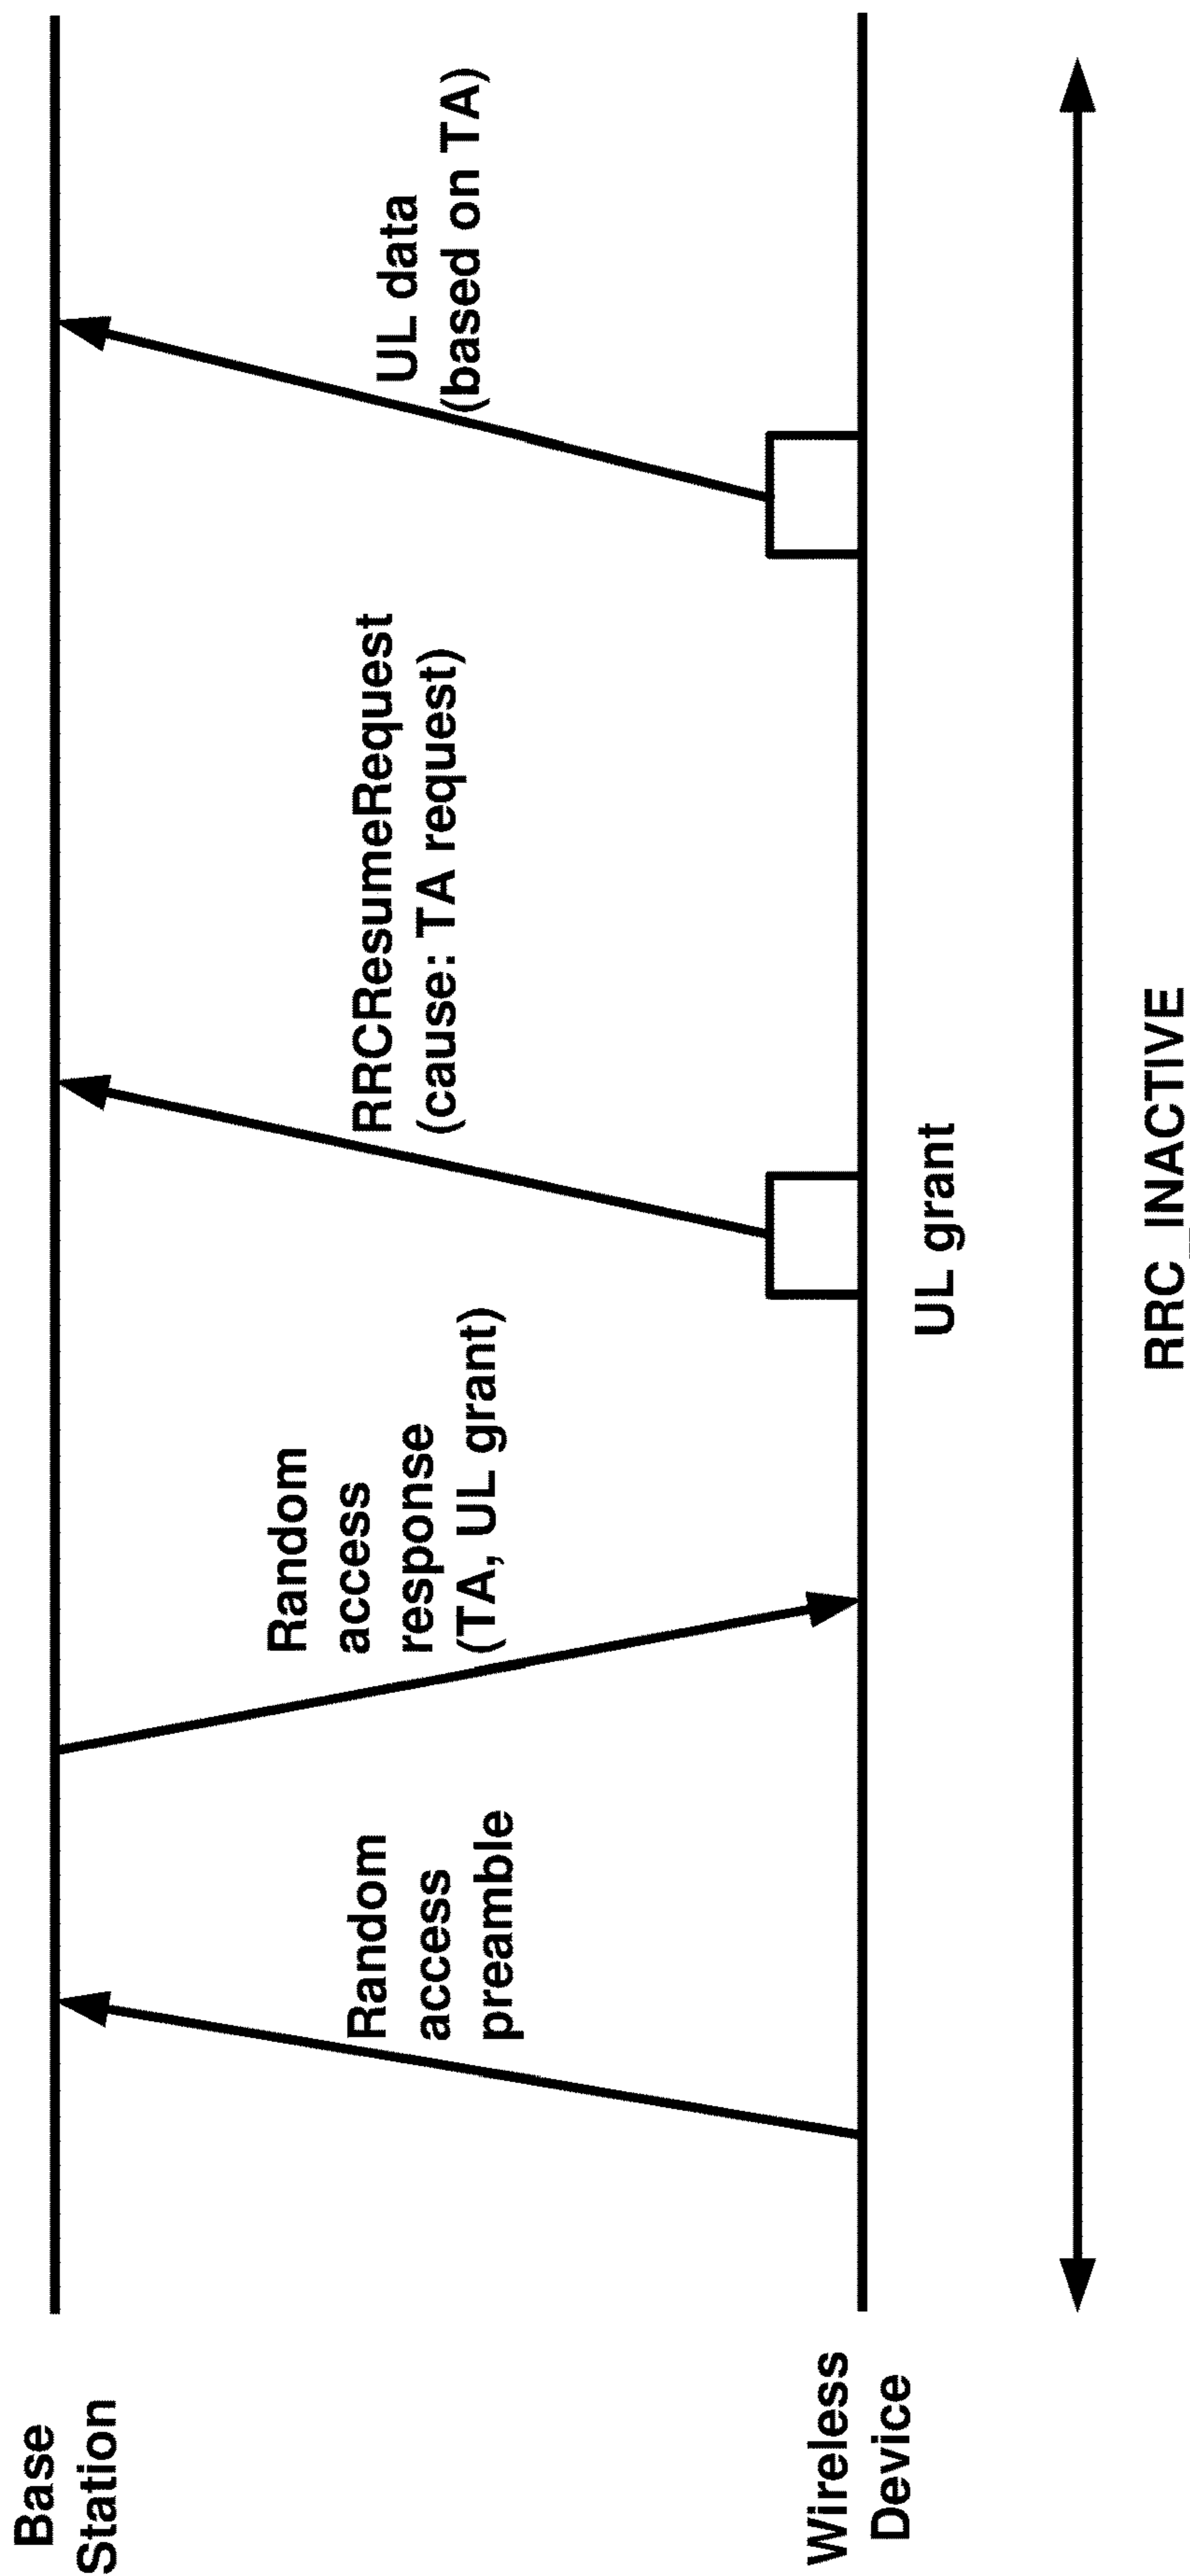 Base
Station
Random
access
preamble
Random
access
response
(TA, UL grant)
RRCResumeRequest
(cause: TA request)
UL data
(based on TA)
Wireless
Device
UL grant
RRC_INACTIVE